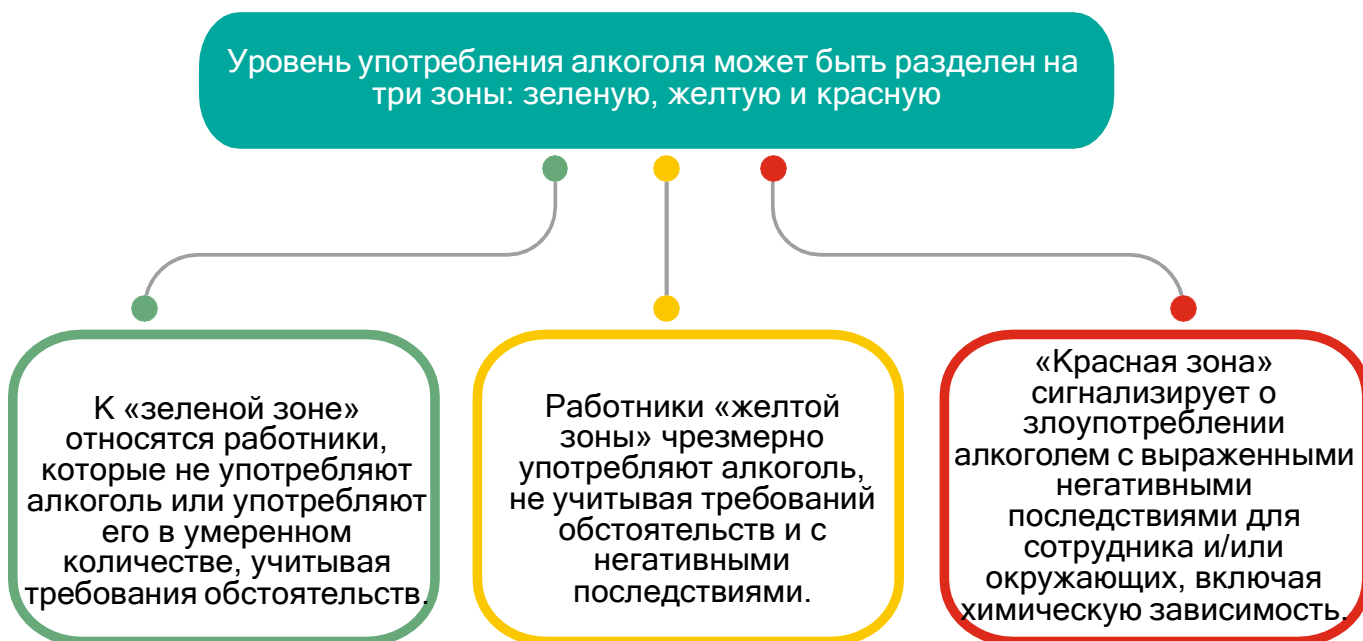 Уровень употребления алкоголя может быть разделен на
три зоны: зеленую, желтую и красную
К «зеленой зоне»
относятся работники,
которые не употребляют
алкоголь или употребляют
его в умеренном
количестве, учитывая
требования обстоятельств.
Работники «желтой
зоны» чрезмерно
употребляют алкоголь,
не учитывая требований
обстоятельств и с
негативными
последствиями.
«Красная зона»
сигнализирует о
злоупотреблении
алкоголем с выраженными
негативными
последствиями для
сотрудника и/или
окружающих, включая
химическую зависимость.